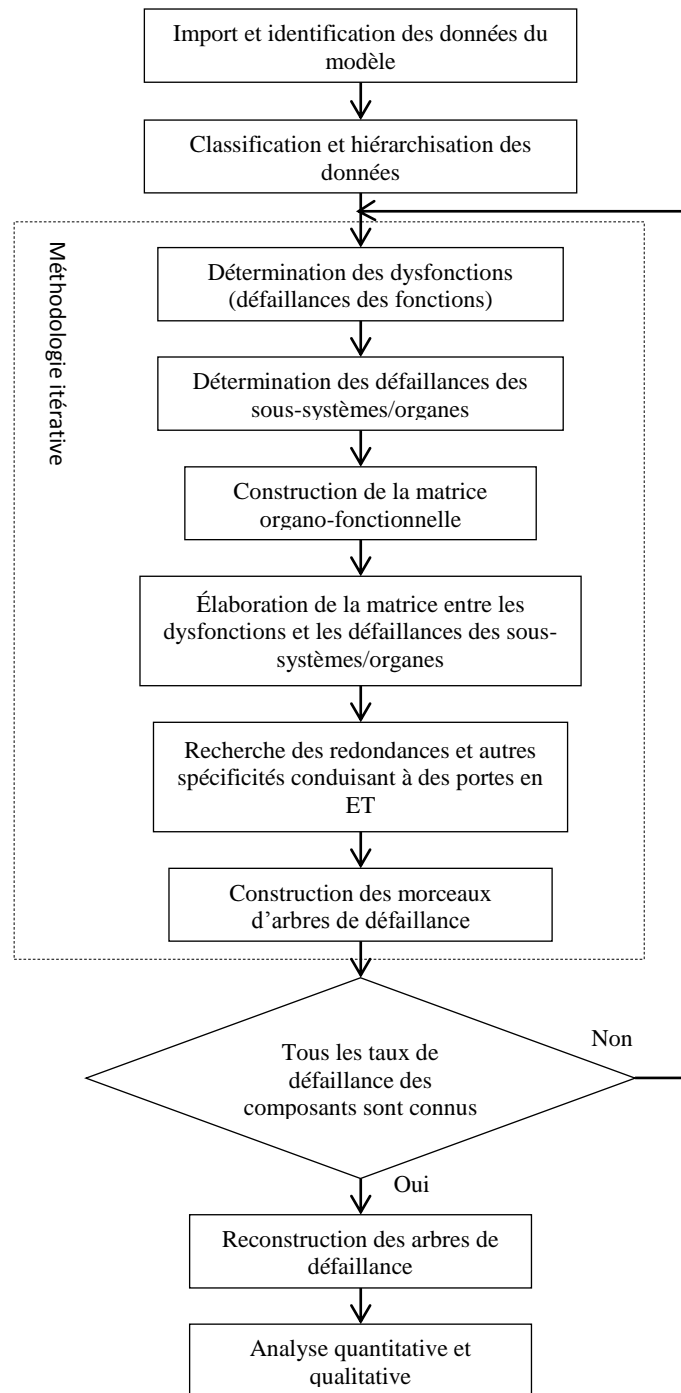 Import et identification des données du
modèle
Classification et hiérarchisation des
données
Méthodologie itérative
Détermination des dysfonctions
(défaillances des fonctions)
Détermination des défaillances des
sous-systèmes/organes
Construction de la matrice
organo-fonctionnelle
Élaboration de la matrice entre les
dysfonctions et les défaillances des sous-
systèmes/organes
Recherche des redondances et autres
spécificités conduisant à des portes en
ET
Construction des morceaux
d’arbres de défaillance
Non
Tous les taux de
défaillance des
composants sont connus
Oui
Reconstruction des arbres de
défaillance
Analyse quantitative et
qualitative